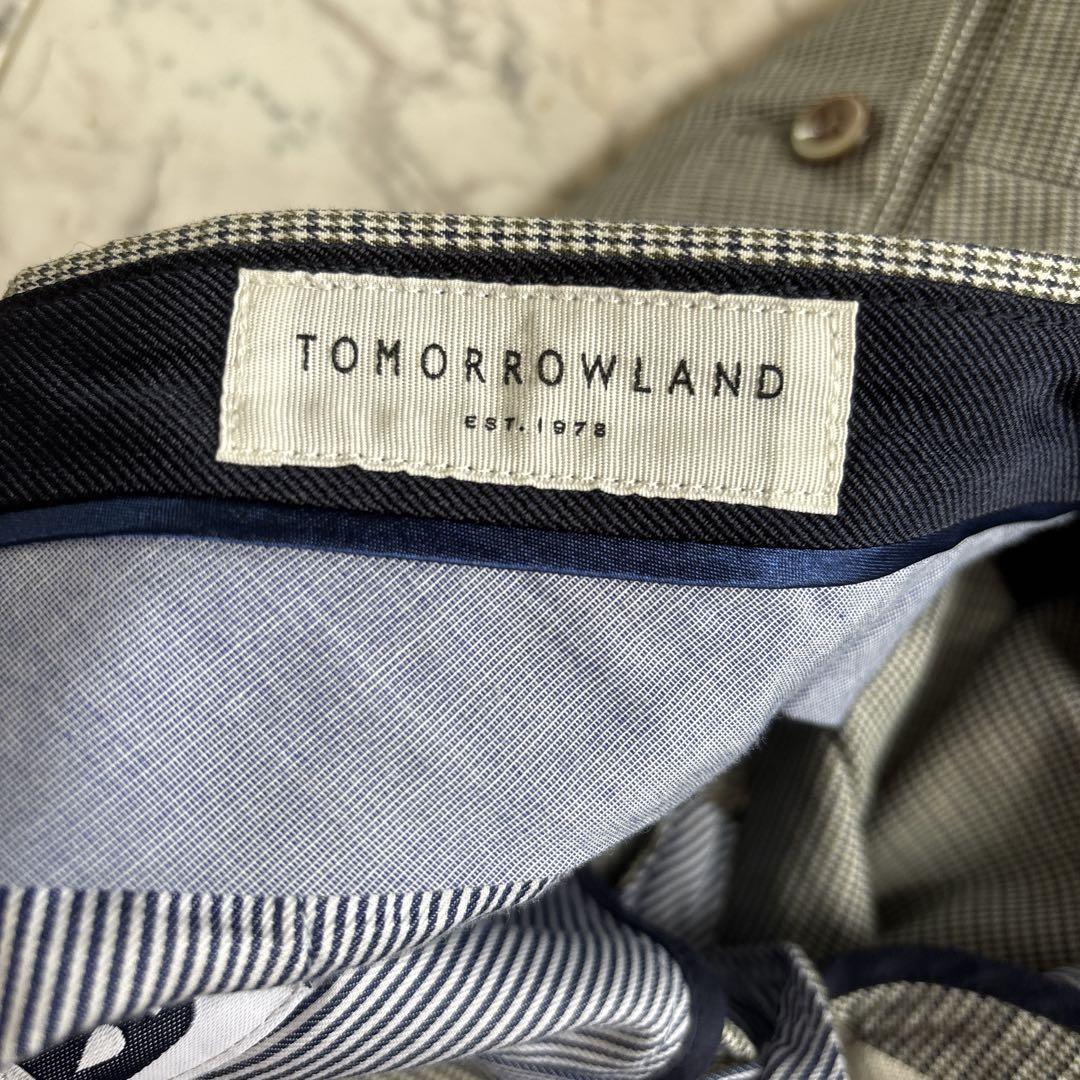 TOMORROWLAND
EST. 1978